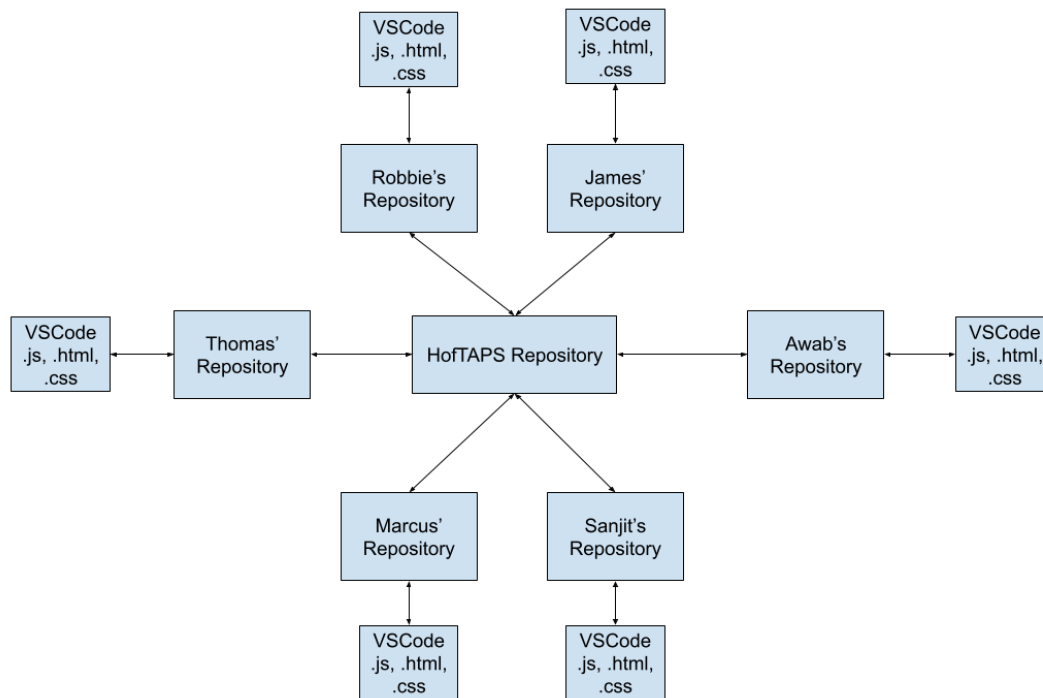 VSCode
.js, .html,
.css
VSCode
.js, .html,
.css
Robbie's
Repository
James'
Repository
VSCode
.js, .html,
.css
Thomas'
Repository
HofTAPS Repository
Awab's
Repository
VSCode
.js, .html,
.css
Marcus'
Repository
Sanjit's
Repository
VSCode
.js, .html,
.css
VSCode
.js, .html,
.css